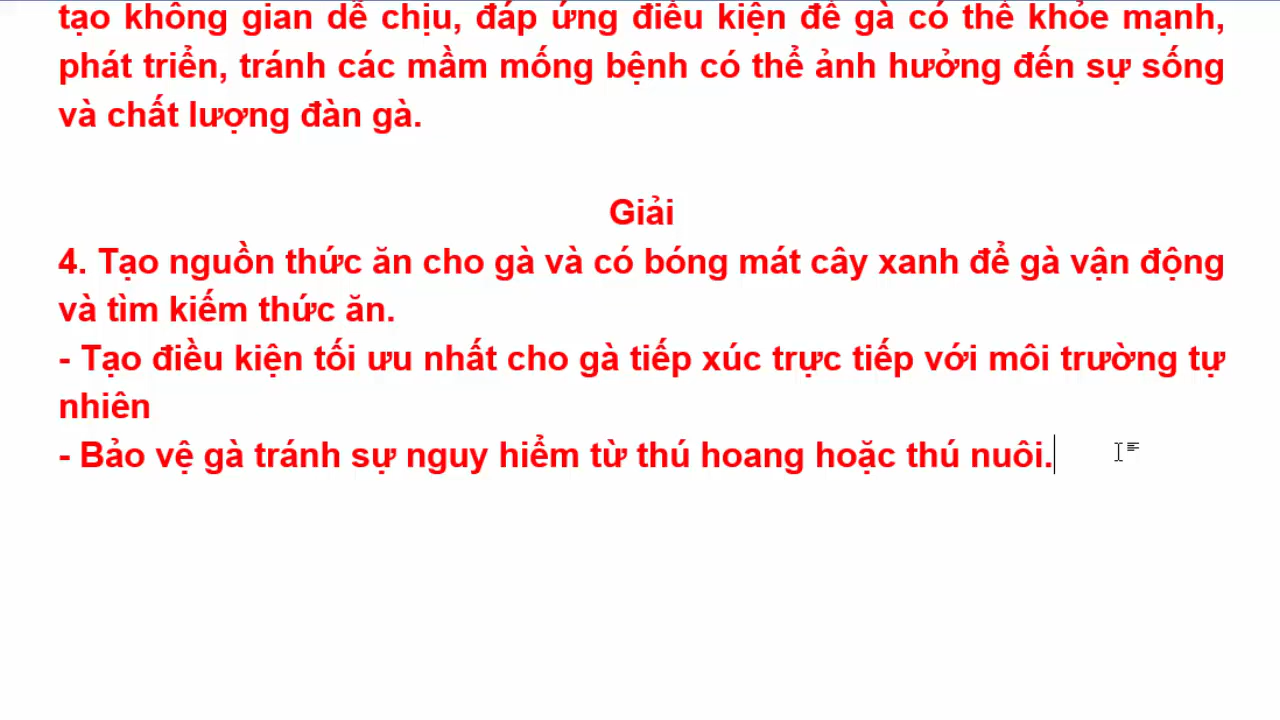 tạo không gian dễ chịu, đáp ứng điều kiện để gà có thể khỏe mạnh,
phát triển, tránh các mầm mống bệnh có thể ảnh hưởng đến sự sống
và chất lượng đàn gà.
Giải
4. Tạo nguồn thức ăn cho gà và có bóng mát cây xanh để gà vận động
và tìm kiếm thức ăn.
- Tạo điều kiện tối ưu nhất cho gà tiếp xúc trực tiếp với môi trường tự
nhiên
- Bảo vệ gà tránh sự nguy hiểm từ thú hoang hoặc thú nuôi.